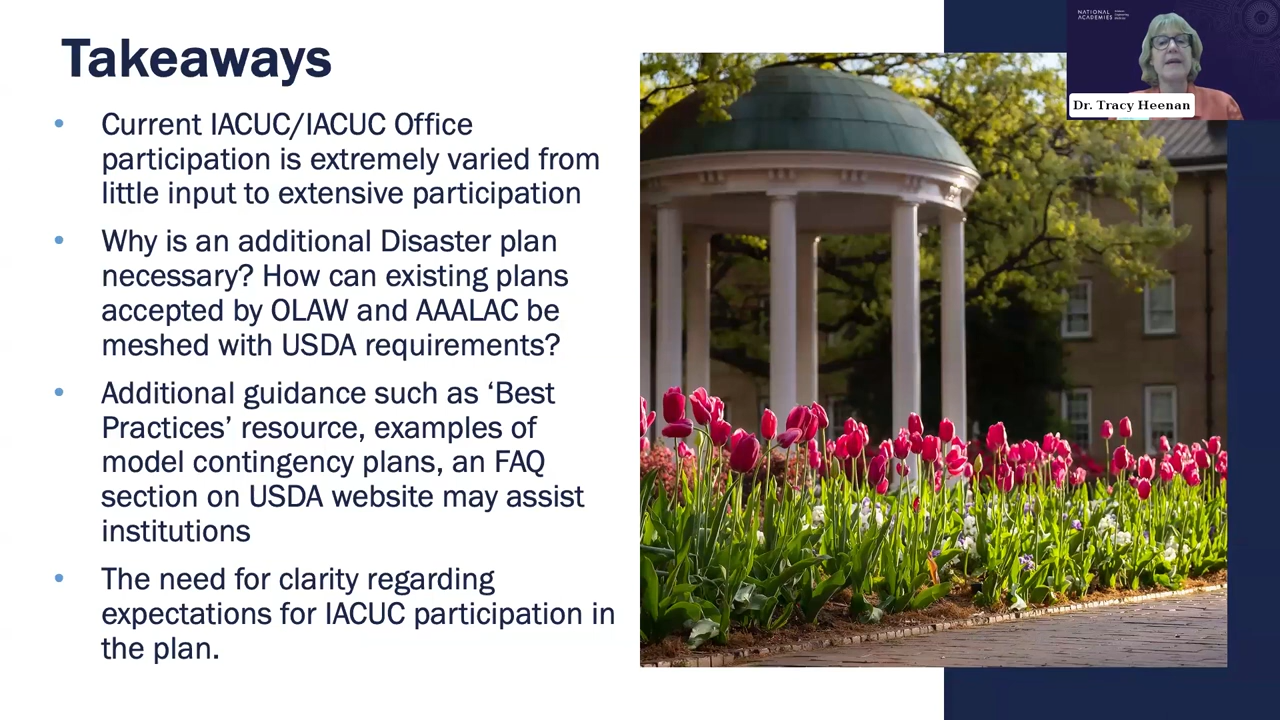 Takeaways
NATIONAL
ACADEMIES
Dr. Tracy Heenan
• Current IACUC/IACUC Office
participation is extremely varied from
little input to extensive participation
• Why is an additional Disaster plan
necessary? How can existing plans
accepted by OLAW and AAALAC be
meshed with USDA requirements?
• Additional guidance such as ‘Best
Practices’ resource, examples of
model contingency plans, an FAQ
section on USDA website may assist
institutions
• The need for clarity regarding
expectations for IACUC participation in
the plan.